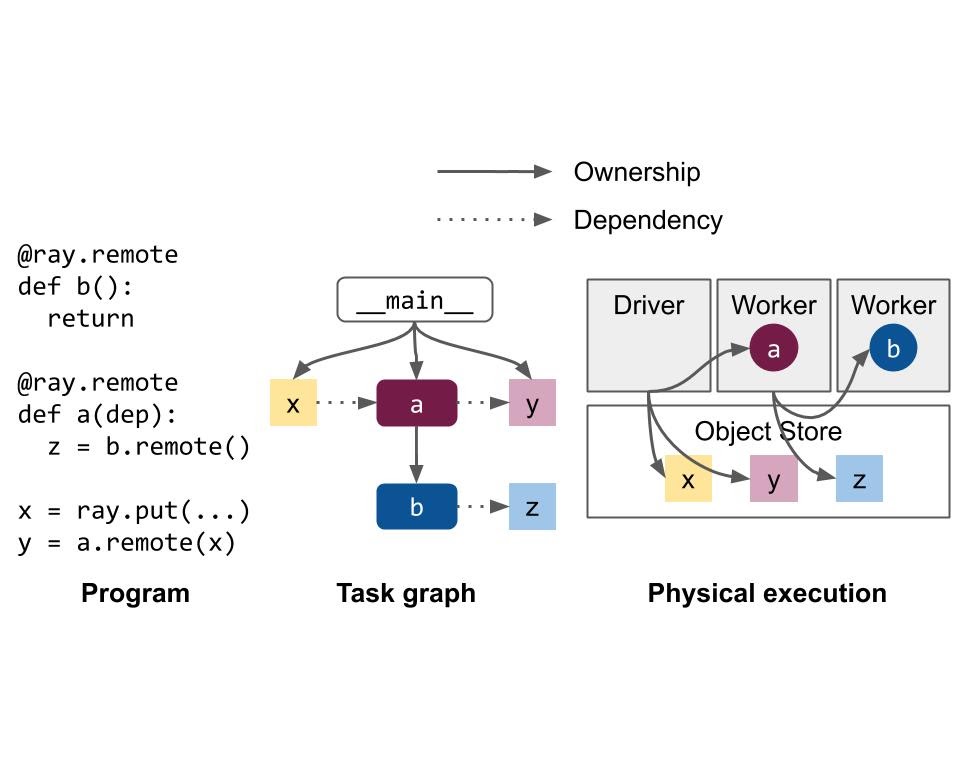 Ownership
Dependency
@ray.remote
def b():
  return
@ray.remote
def a(dep):
  z = b.remote()
x = ray.put(...)
y = a.remote(x)
Program
__main__
x
a
y
b
z
Task graph
Driver
Worker
a
Worker
b
Object Store
x
y
z
Physical execution